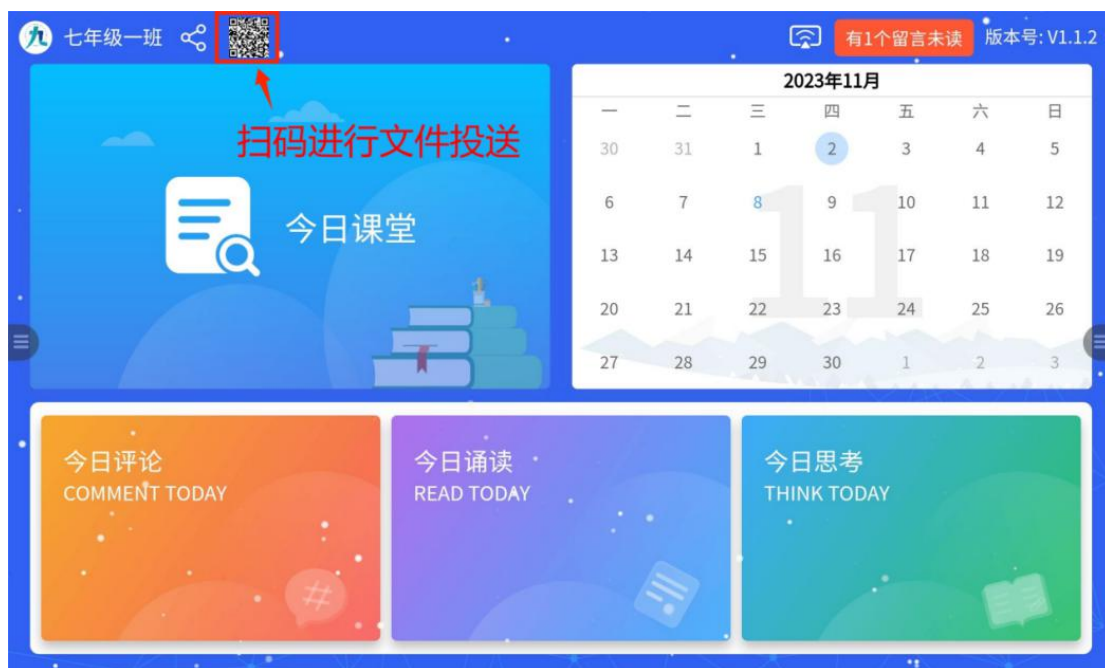 九 七年级一班
有1个留言未读 版本号: V1.1.2
扫码进行文件投送
今日课堂
2023年11月
一 二 三 四 五 六 日
30 31 1 2 3 4 5
6 7 8 9 10 11 12
13 14 15 16 17 18 19
20 21 22 23 24 25 26
27 28 29 30 1 2 3
11
今日评论
COMMENT TODAY
#
今日诵读
READ TODAY
今日思考
THINK TODAY